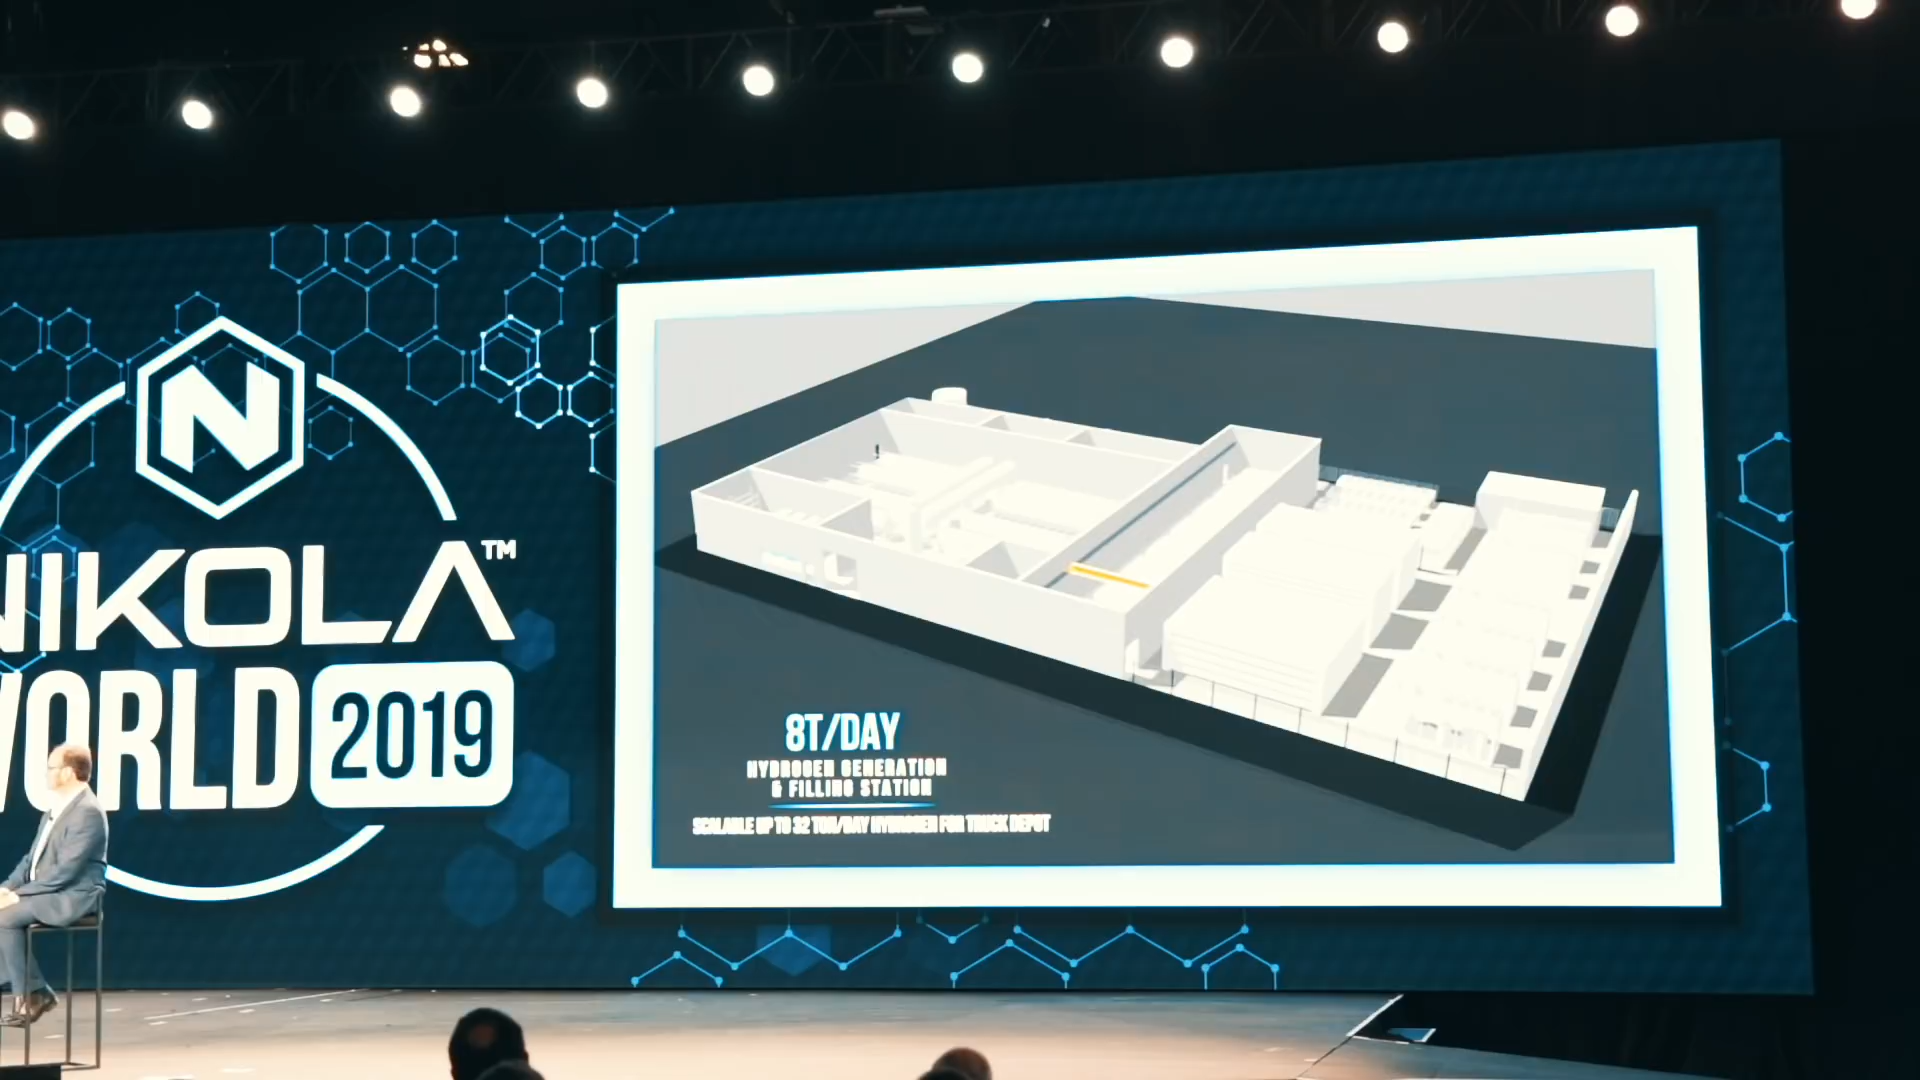 N
NIKOLA™
WORLD 2019
8T/DAY
HYDROGEN GENERATION
& FILLING STATION
SCALABLE UP TO 32 TON/DAY HYDROGEN FOR TRUCK DEPOT